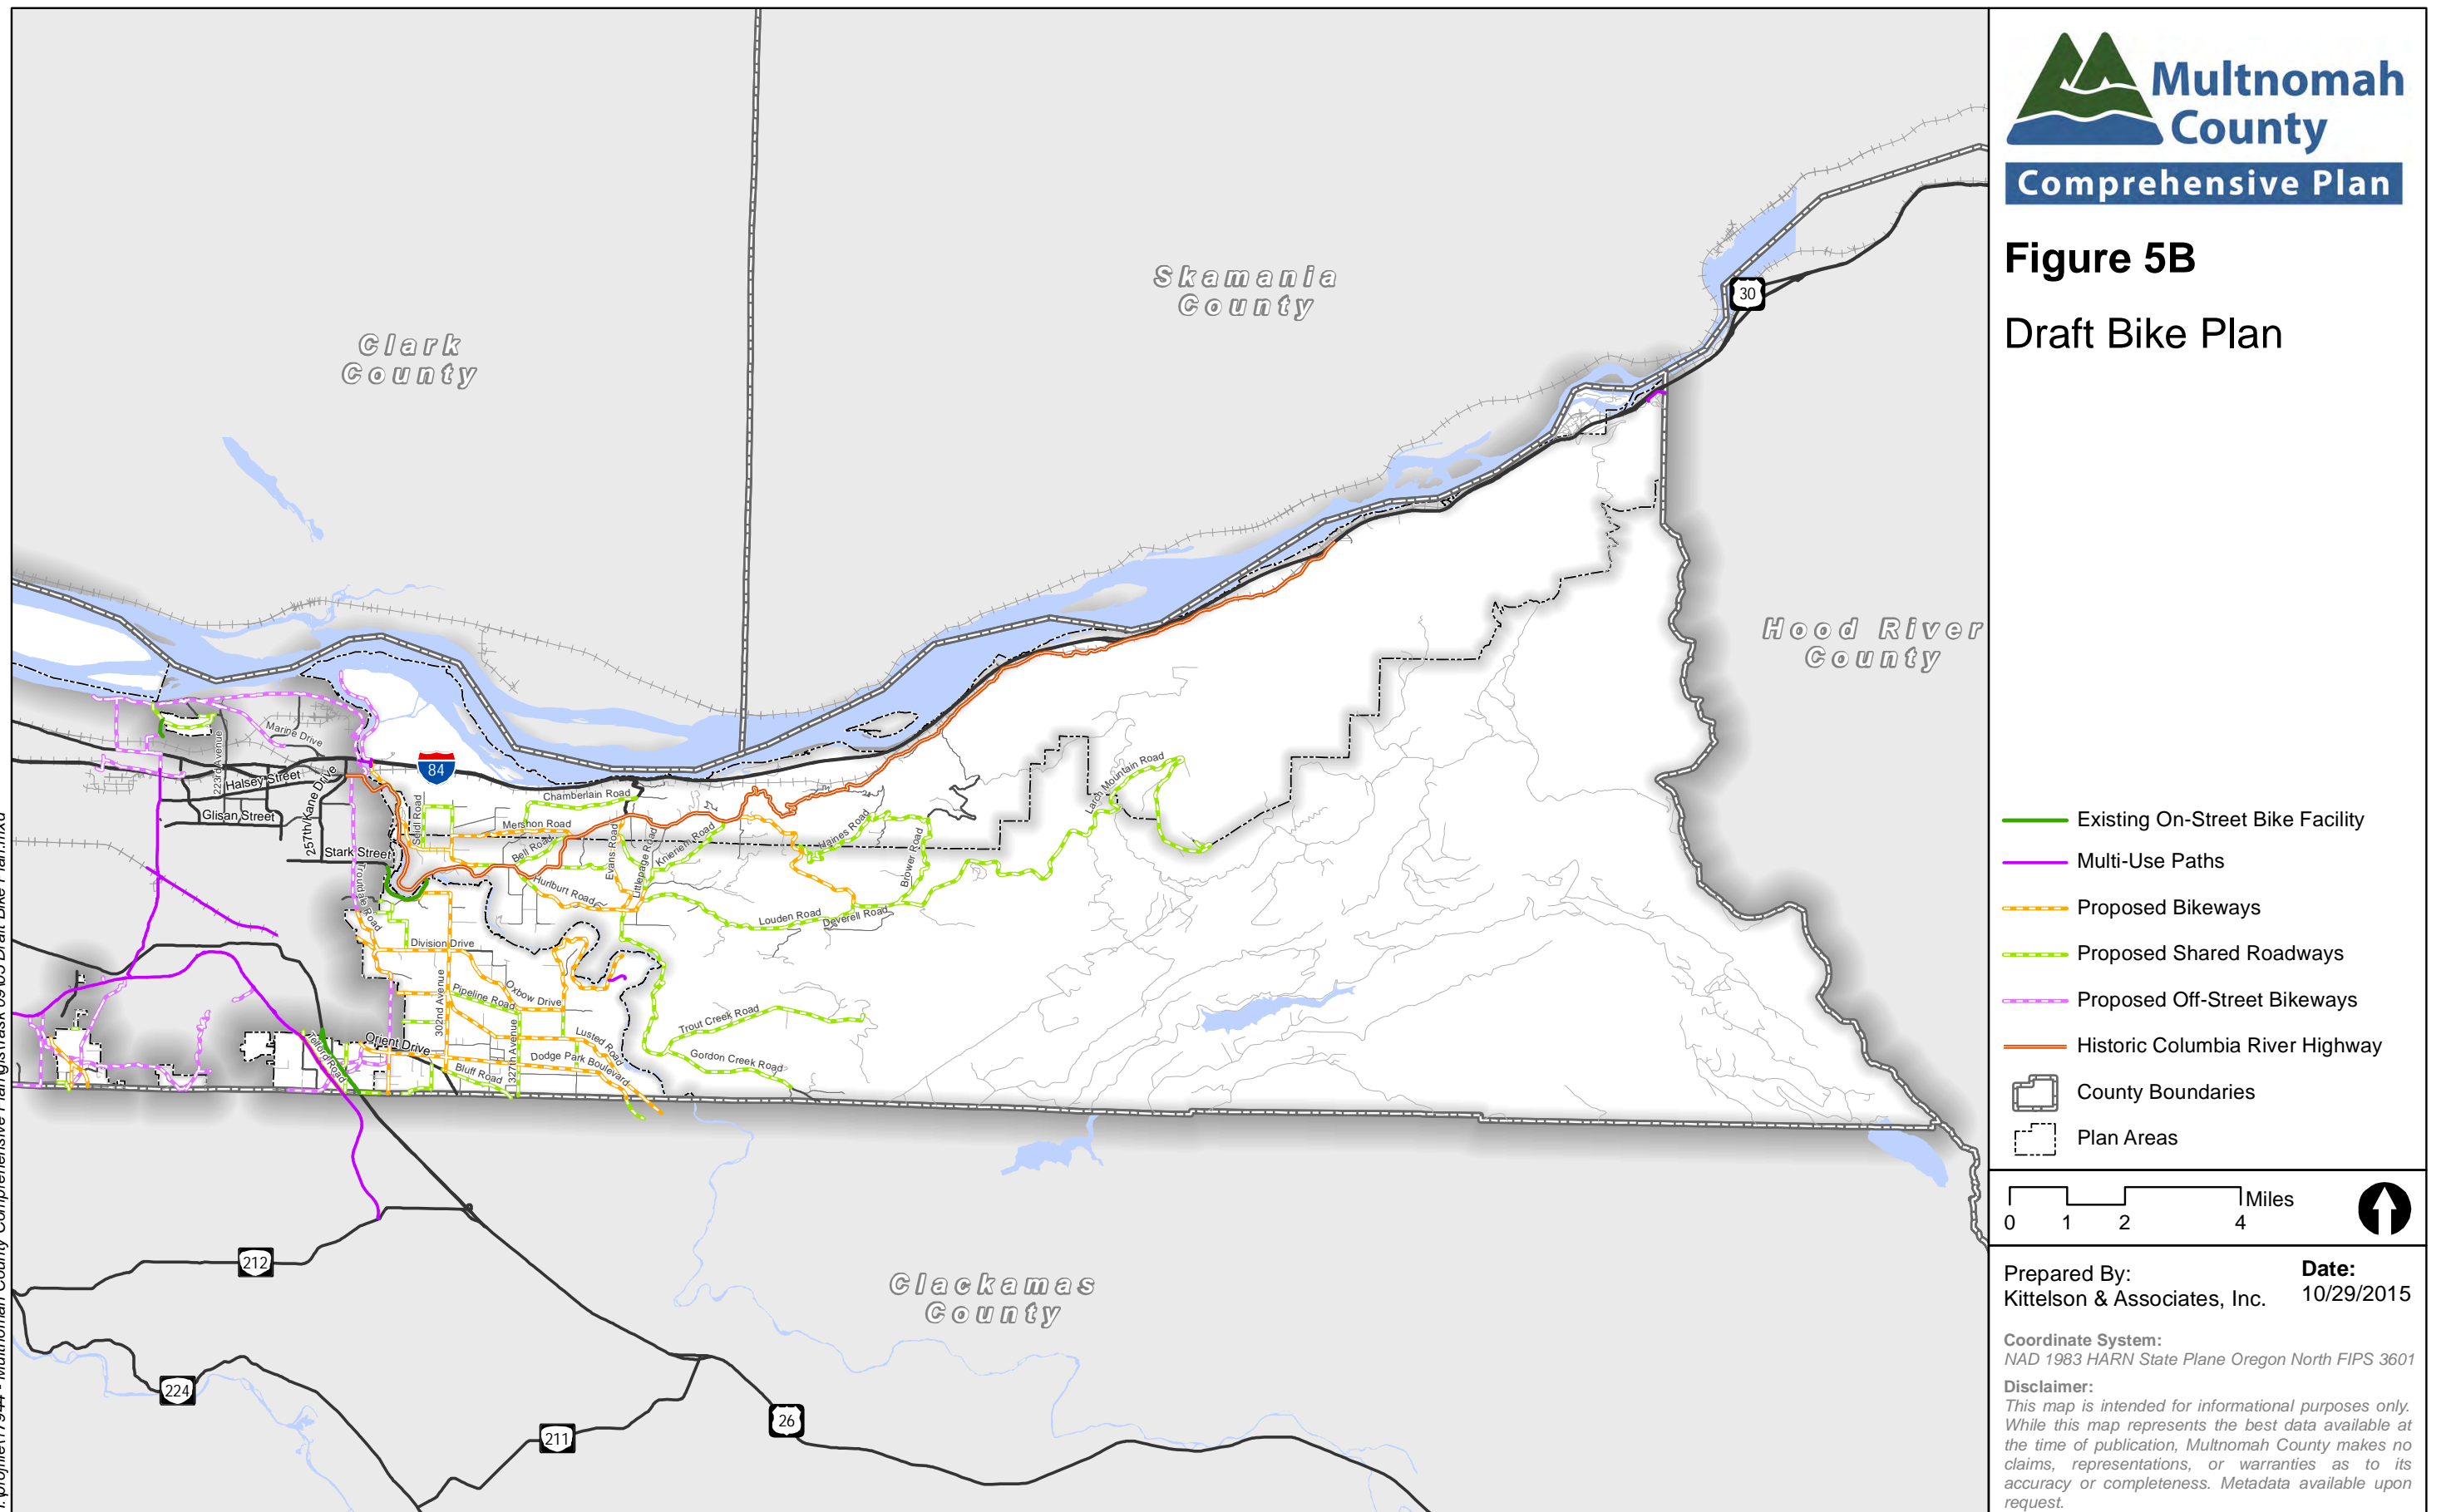 Multnomah
County
Comprehensive Plan
Figure 5B
Draft Bike Plan
Clark
County
Skamania
County
Hood River
County
Clackamas
County
30
84
212
224
211
26
Marine Drive
223rd Avenue
Halsey Street
Glisan Street
257th/Kane Drive
Stark Street
Troutdale Road
Seidl Road
Chamberlain Road
Mershon Road
Bell Road
Evans Road
Littlepage Road
Knieriem Road
Hurlburt Road
Haines Road
Brower Road
Larch Mountain Road
Louden Road
Deverell Road
Division Drive
302nd Avenue
Pipeline Road
Oxbow Drive
327th Avenue
Lusted Road
Dodge Park Boulevard
Orient Drive
Telford Road
Bluff Road
Trout Creek Road
Gordon Creek Road
Existing On-Street Bike Facility
Multi-Use Paths
Proposed Bikeways
Proposed Shared Roadways
Proposed Off-Street Bikeways
Historic Columbia River Highway
County Boundaries
Plan Areas
Miles
0 1 2 4
Prepared By:
Kittelson & Associates, Inc.
Date:
10/29/2015
Coordinate System:
NAD 1983 HARN State Plane Oregon North FIPS 3601
Disclaimer:
This map is intended for informational purposes only.
While this map represents the best data available at
the time of publication, Multnomah County makes no
claims, representations, or warranties as to its
accuracy or completeness. Metadata available upon
request.